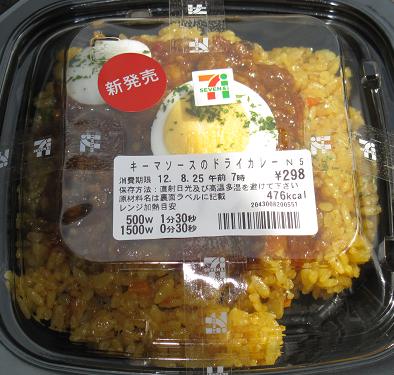 新発売
SEVEN&i
キーマソースのドライカレーNS
消費期限 12. 8.25 午前 7時 ¥298
保存方法:直射日光及び高温多湿を避けて下さい
原材料名は裏面ラベルに記載 476kcal
レンジ加熱目安 2043008200551
500W 1分30秒
1500W 0分30秒